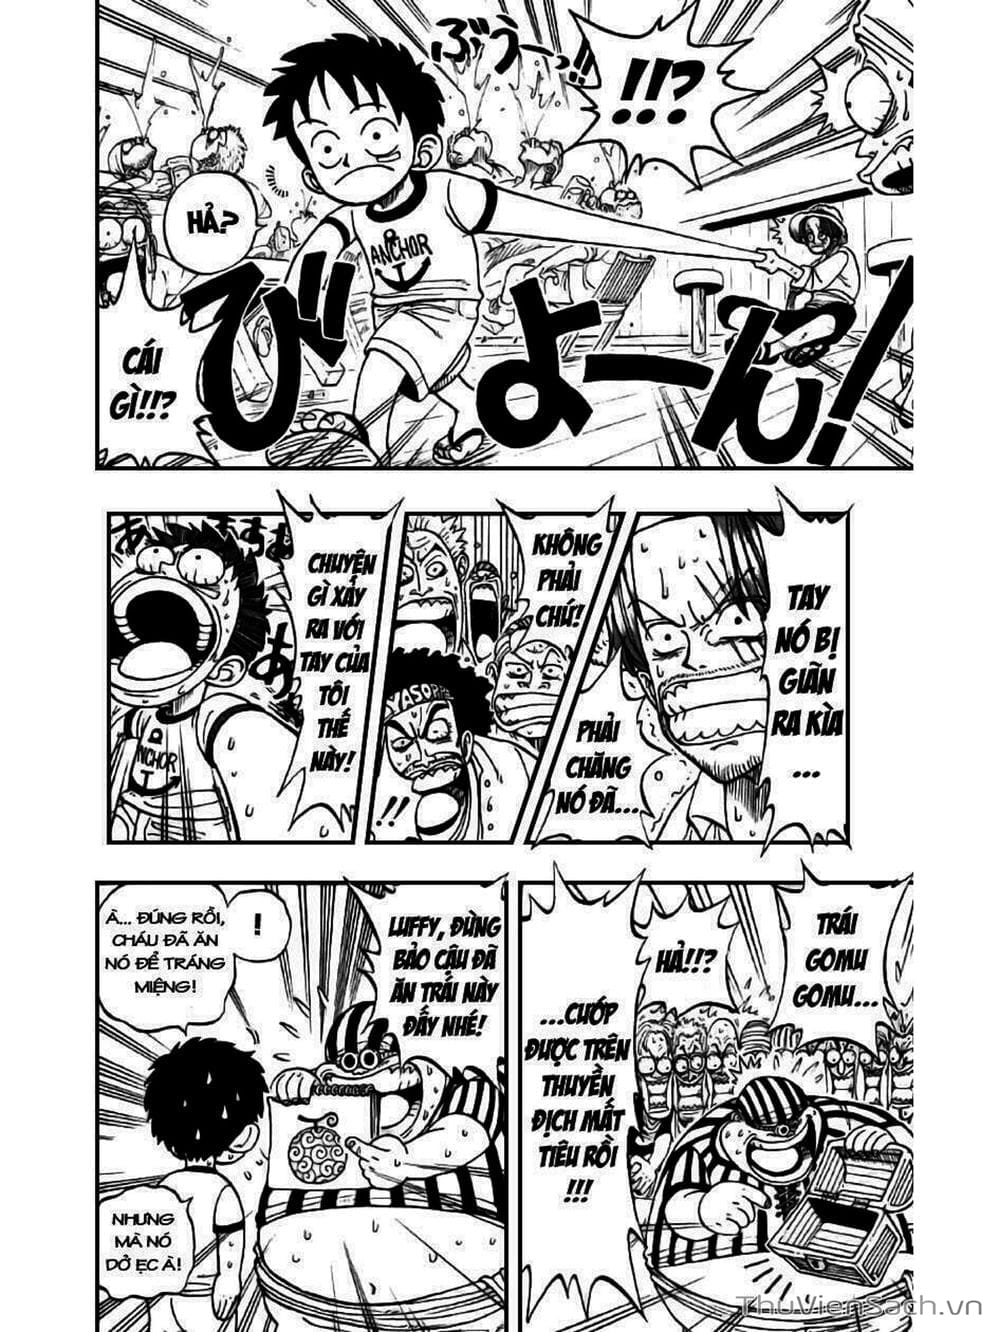 ぶうーっ!!
!!?
HẢ?
ANCHOR
CÁI
GÌ!!?
びよーん!
CHUYỆN
GÌ XẢY
RA VỚI
TAY CỦA
TÔI
THẾ
NÀY!
ANCHOR
KHÔNG
PHẢI
CHỨ!
YASOPP
!!
PHẢI
CHĂNG
NÓ ĐÃ...
TAY
NÓ BỊ
GIÃN
RA KÌA
...
À... ĐÚNG RỒI,
CHÁU ĐÃ ĂN
NÓ ĐỂ TRÁNG
MIỆNG!
!
LUFFY, ĐỪNG
BẢO CẬU ĐÃ
ĂN TRÁI NÀY
ĐẤY NHÉ!
NHƯNG
MÀ NÓ
DỞ ẸC À!
TRÁI
GOMU
GOMU...
HẢ!!?
...CƯỚP
ĐƯỢC TRÊN
THUYỀN
ĐỊCH MẤT
TIÊU RỒI
!!!
ThuVienSach.vn